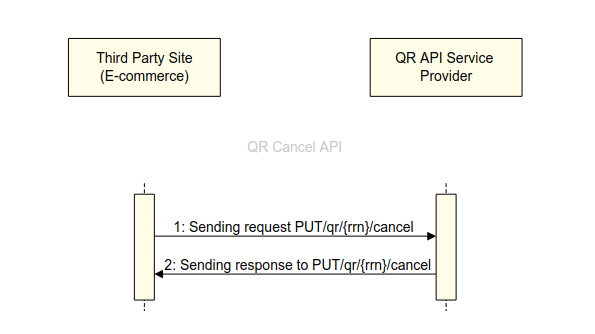 Third Party Site
(E-commerce)
QR API Service
Provider
QR Cancel API
1: Sending request PUT/qr/{rrn}/cancel
2: Sending response to PUT/qr/{rrn}/cancel